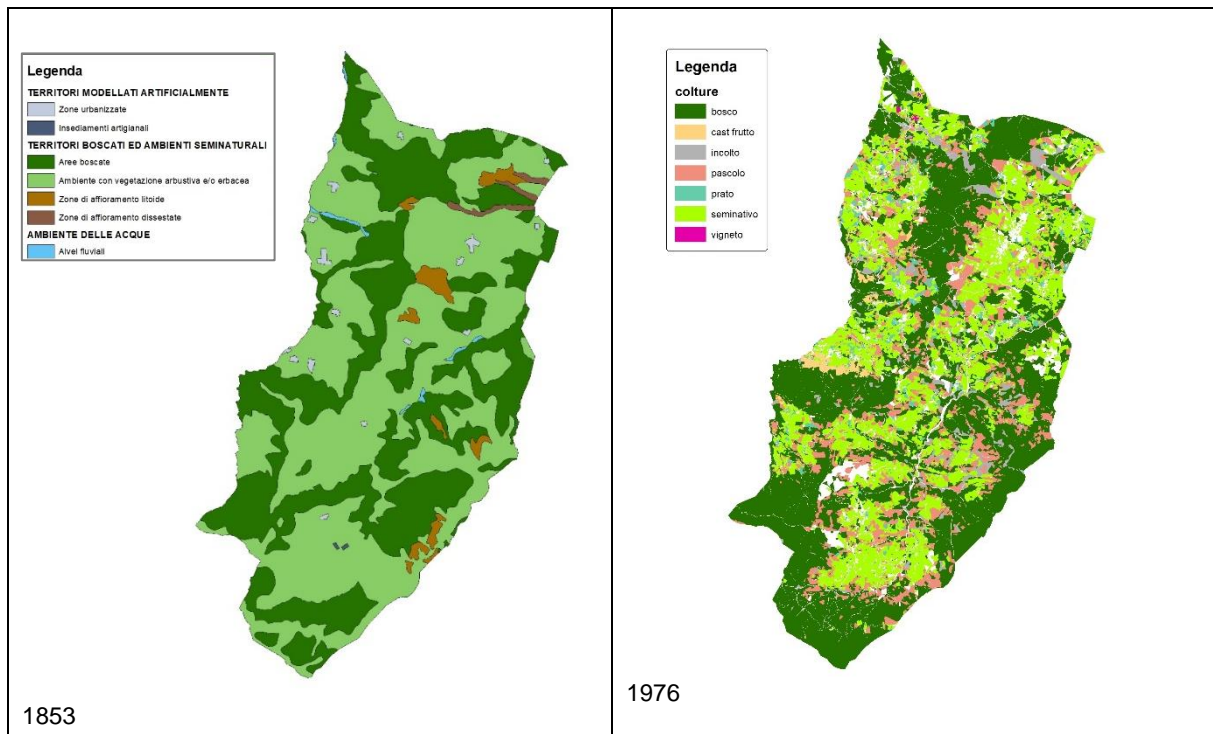 Legenda
TERRITORI MODELLATI ARTIFICIALMENTE
Zone urbanizzate
Insediamenti artigianali
TERRITORI BOSCATI ED AMBIENTI SEMINATURALI
Aree boscate
Ambiente con vegetazione arbustiva e/o erbacea
Zone di affioramento litoide
Zone di affioramento dissestate
AMBIENTE DELLE ACQUE
Alvei fluviali
1853
Legenda
colture
bosco
cast frutto
incolto
pascolo
prato
seminativo
vigneto
1976